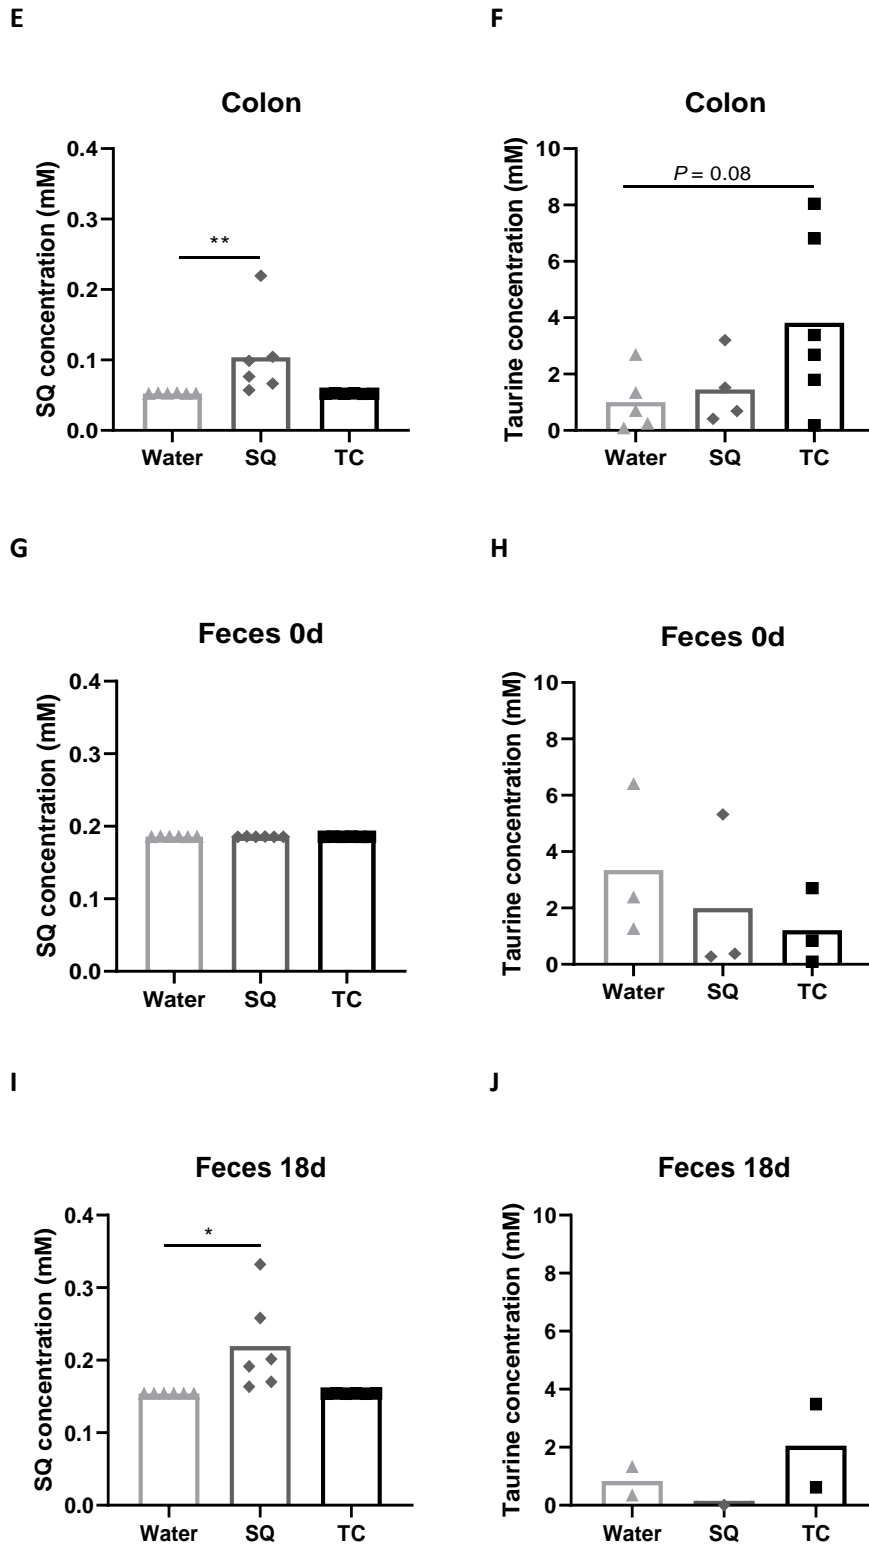 E
Colon
SQ concentration (mM)
0.4
0.3
0.2
0.1
0.0
**
Water SQ TC
F
Colon
Taurine concentration (mM)
10
8
6
4
2
0
P = 0.08
Water SQ TC
G
Feces 0d
SQ concentration (mM)
0.4
0.3
0.2
0.1
0.0
Water SQ TC
H
Feces 0d
Taurine concentration (mM)
10
8
6
4
2
0
Water SQ TC
I
Feces 18d
SQ concentration (mM)
0.4
0.3
0.2
0.1
0.0
*
Water SQ TC
J
Feces 18d
Taurine concentration (mM)
10
8
6
4
2
0
Water SQ TC